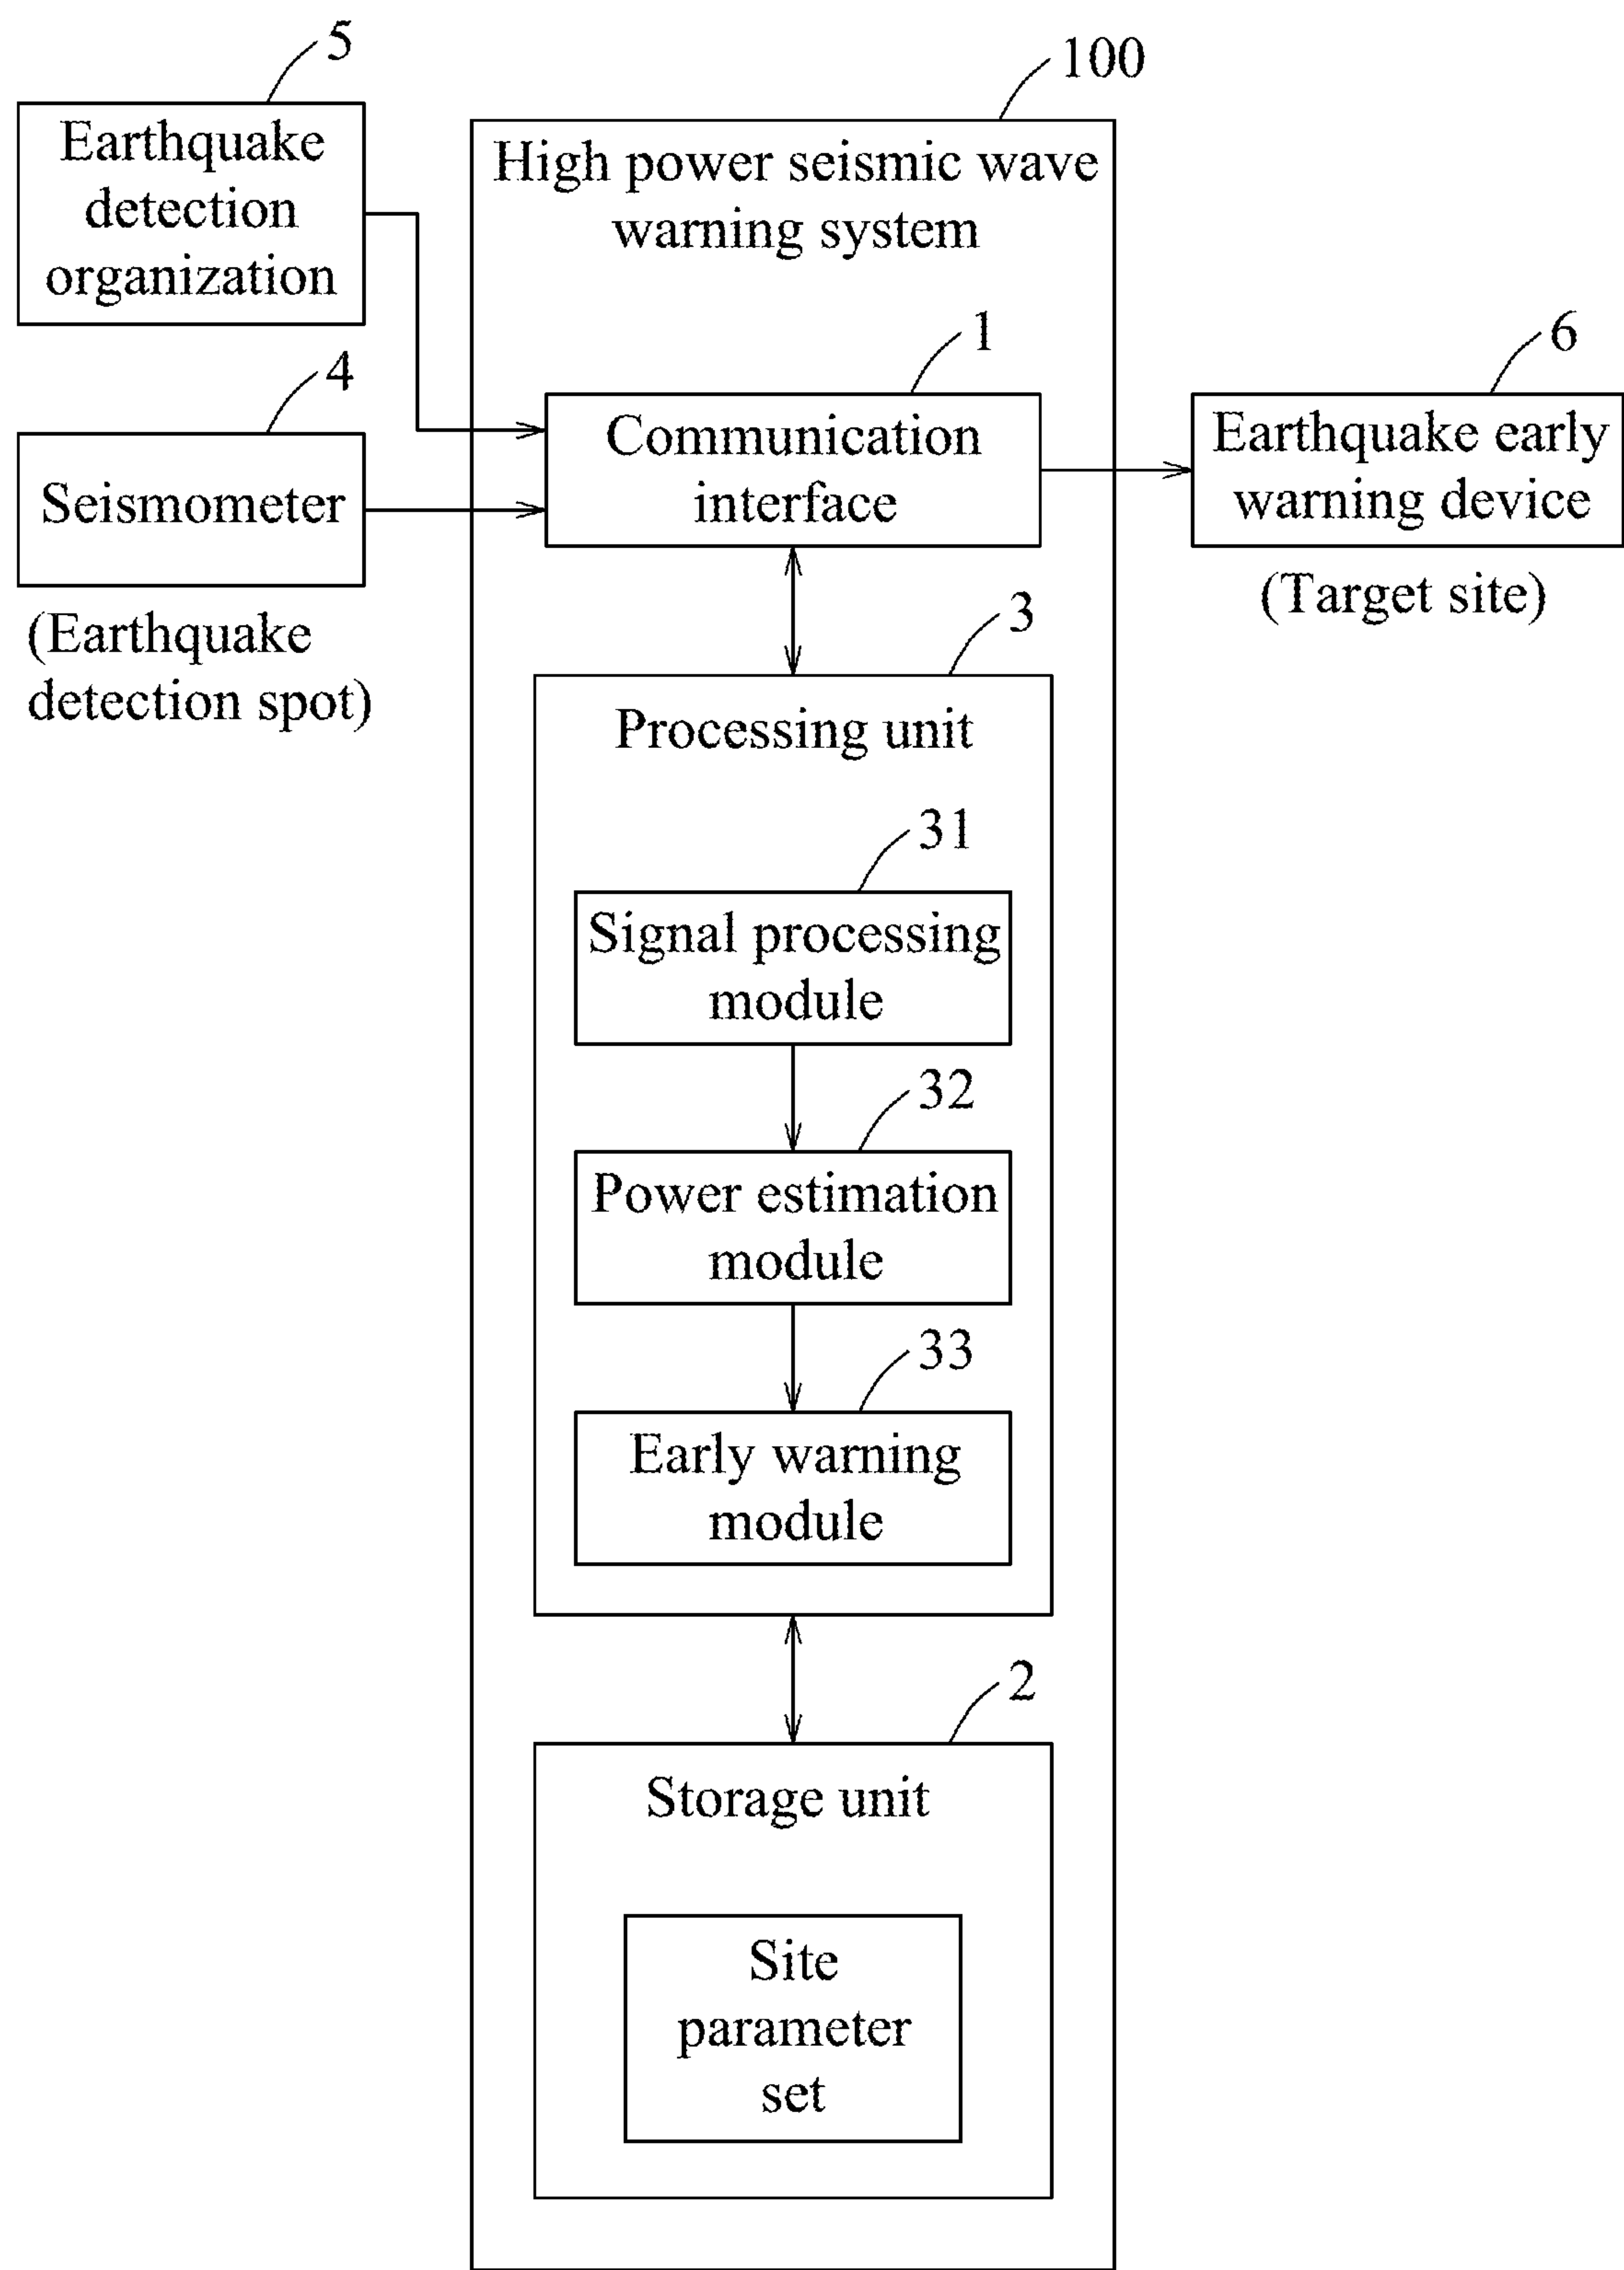 5
Earthquake
detection
organization
4
Seismometer
(Earthquake
detection spot)
100
High power seismic wave
warning system
1
Communication
interface
6
Earthquake early
warning device
(Target site)
3
Processing unit
31
Signal processing
module
32
Power estimation
module
33
Early warning
module
2
Storage unit
Site
parameter
set